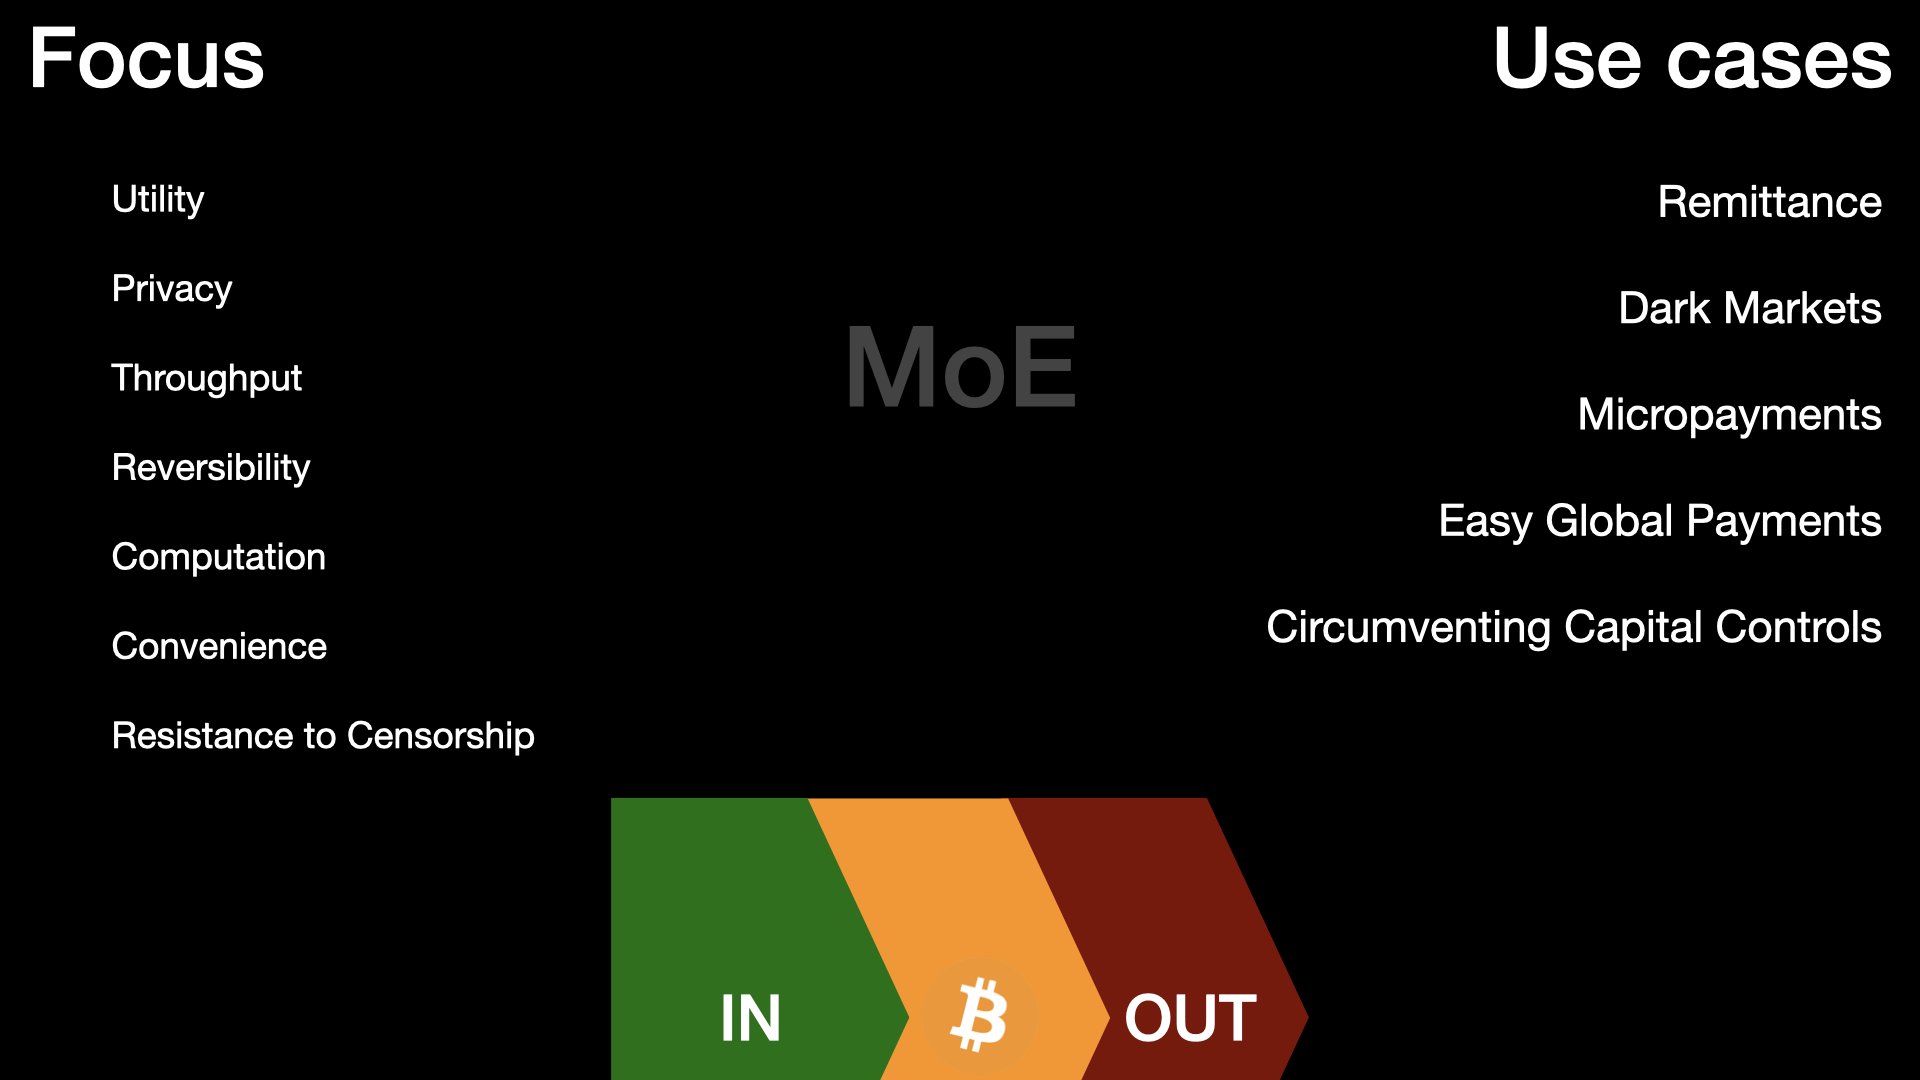 Focus
Use cases
Utility
Privacy
Throughput
Reversibility
Computation
Convenience
Resistance to Censorship
MoE
Remittance
Dark Markets
Micropayments
Easy Global Payments
Circumventing Capital Controls
IN
OUT